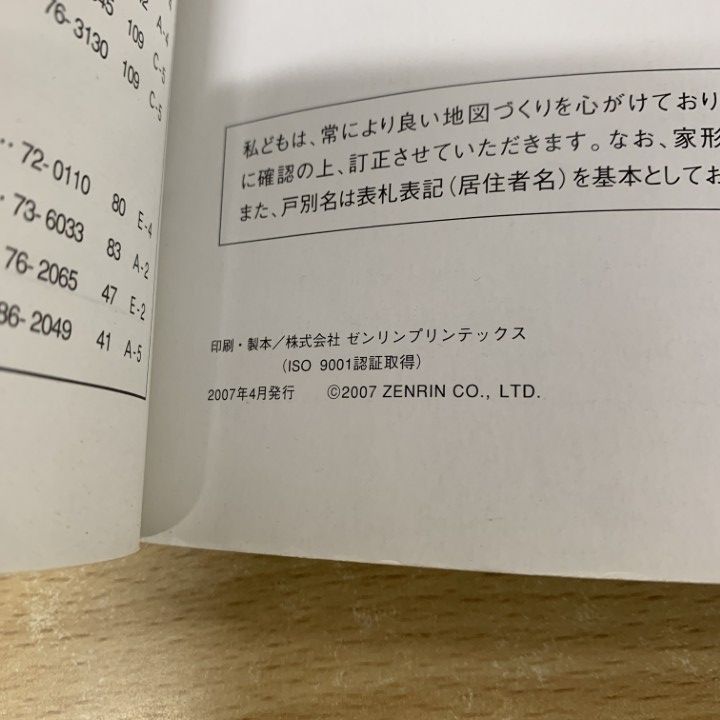 76-3130 109 C-5
72-0110 80 E-4
73-6033 83 A-2
76-2065 47 E-2
86-2049 41 A-5
私どもは、常により良い地図づくりを心がけており
に確認の上、訂正させていただきます。なお、家形
また、戸別名は表札表記(居住者名)を基本としてお
印刷・製本/株式会社 ゼンリンプリンテックス
(ISO 9001認証取得)
2007年4月発行 ©2007 ZENRIN CO., LTD.